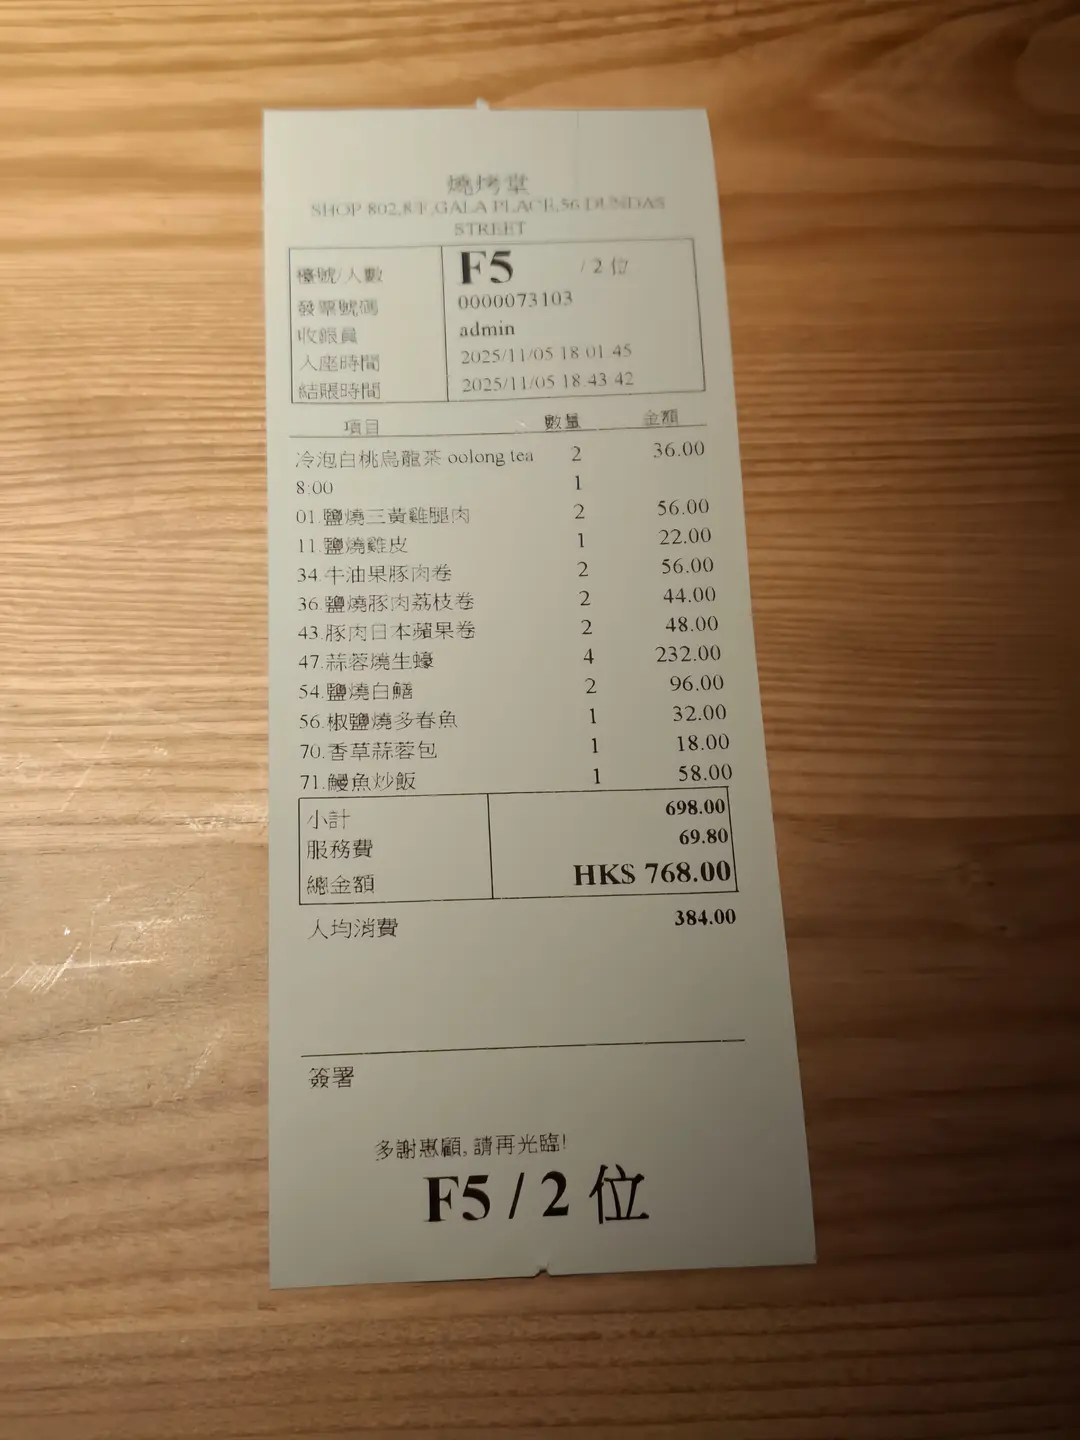 燒烤堂
SHOP 802,8/F,GALA PLACE,56 DUNDAS
STREET
檯號/人數 F5 / 2 位
發票號碼 0000073103
收銀員 admin
入座時間 2025/11/05 18:01:45
結賬時間 2025/11/05 18:43:42
項目 數量 金額
冷泡白桃烏龍茶 oolong tea 2 36.00
8:00 1
01.鹽燒三黃雞腿肉 2 56.00
11.鹽燒雞皮 1 22.00
34.牛油果豚肉卷 2 56.00
36.鹽燒豚肉荔枝卷 2 44.00
43.豚肉日本蘋果卷 2 48.00
47.蒜蓉燒生蠔 4 232.00
54.鹽燒白鱔 2 96.00
56.椒鹽燒多春魚 1 32.00
70.香草蒜蓉包 1 18.00
71.鰻魚炒飯 1 58.00
小計 698.00
服務費 69.80
總金額 HK$ 768.00
人均消費 384.00
簽署
多謝惠顧,請再光臨!
F5 / 2 位